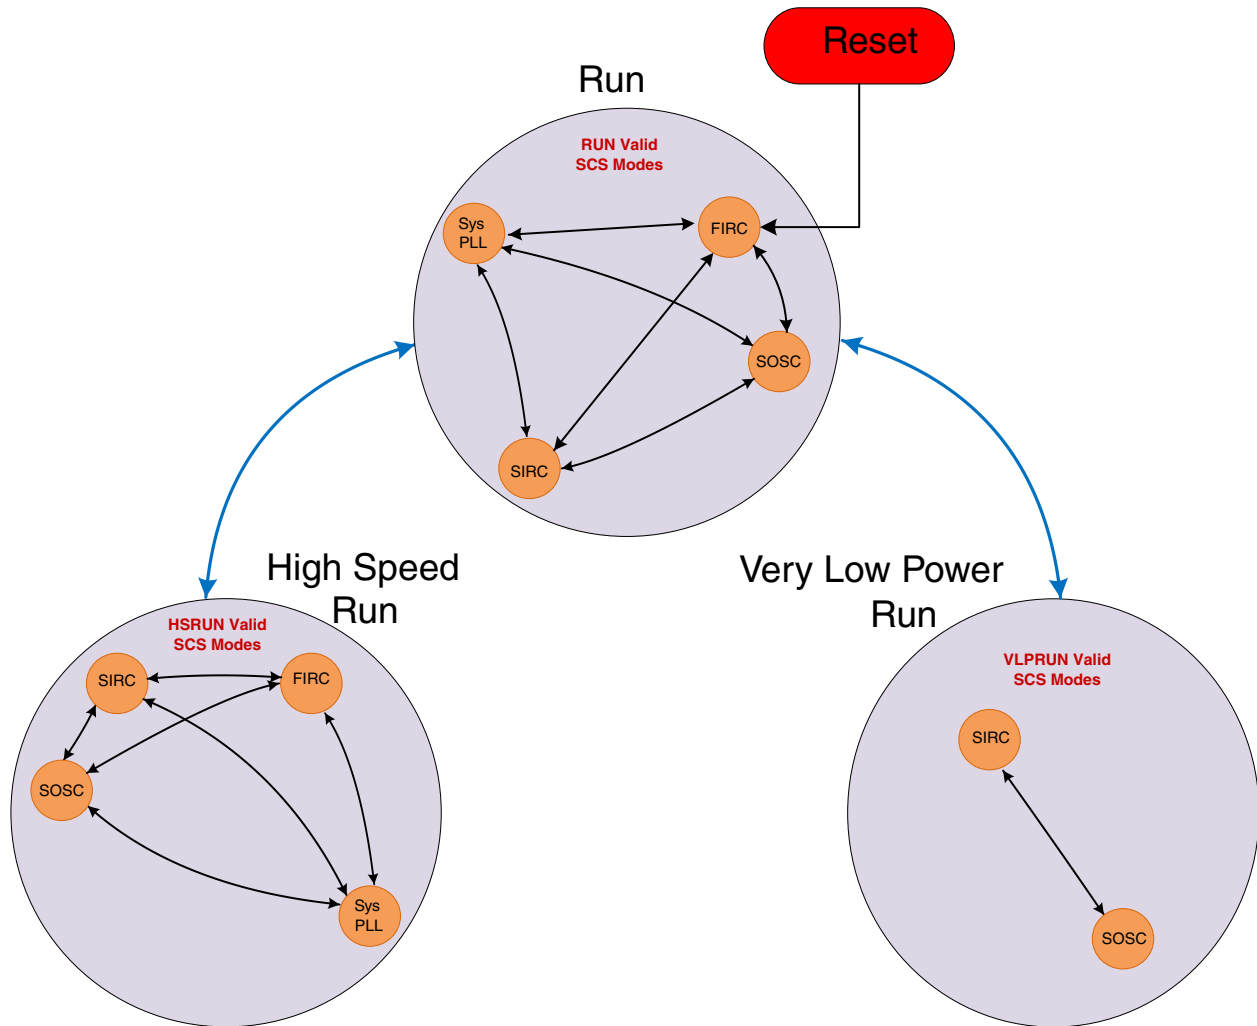 Reset
Run
RUN Valid
SCS Modes
Sys
PLL
FIRC
SOSC
SIRC
High Speed
Run
HSRUN Valid
SCS Modes
SIRC
FIRC
SOSC
Sys
PLL
Very Low Power
Run
VLPRUN Valid
SCS Modes
SIRC
SOSC